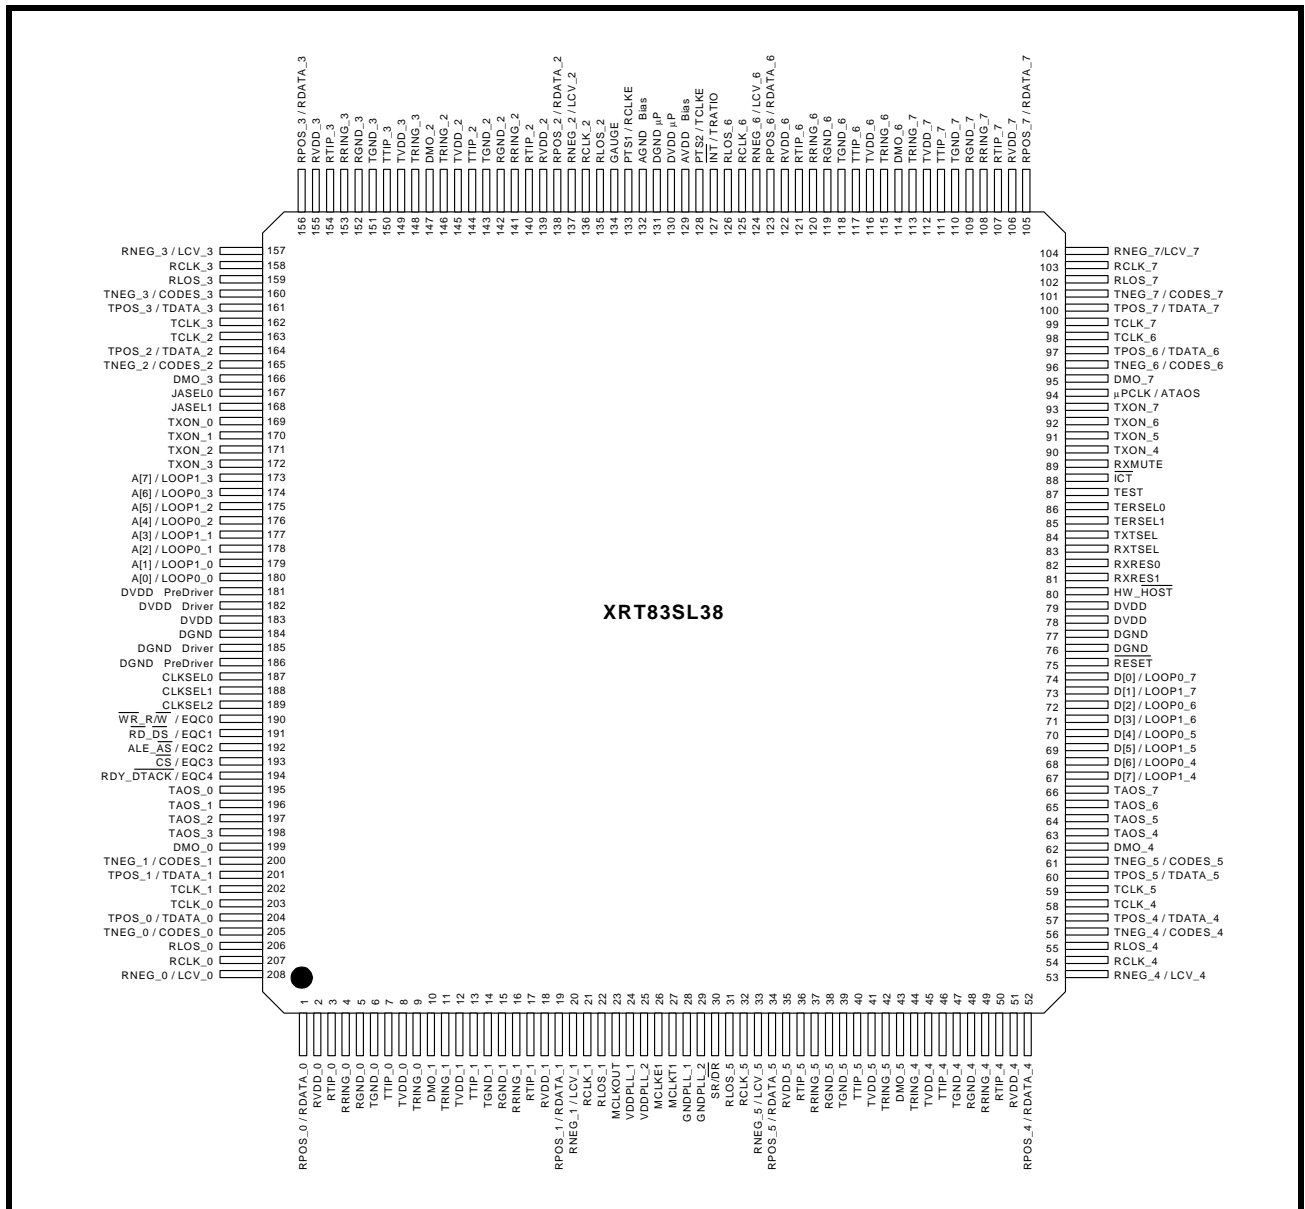 RPOS_3 / RDATA_3
RVDD_3
RTIP_3
RRING_3
RGND_3
TGND_3
TTIP_3
TVDD_3
TRING_3
DMO_2
TRING_2
TVDD_2
TTIP_2
TGND_2
RGND_2
RRING_2
RTIP_2
RVDD_2
RPOS_2 / RDATA_2
RNEG_2 / LCV_2
RCLK_2
RLOS_2
GAUGE
PTS1 / RCLKE
AGND Bias
DGND µP
DVDD µP
AVDD Bias
PTS2 / TCLKE
INT / TRATIO
RLOS_6
RCLK_6
RNEG_6 / LCV_6
RPOS_6 / RDATA_6
RVDD_6
RTIP_6
RRING_6
RGND_6
TGND_6
TTIP_6
TVDD_6
TRING_6
DMO_6
TRING_7
TVDD_7
TTIP_7
TGND_7
RGND_7
RRING_7
RTIP_7
RVDD_7
RPOS_7 / RDATA_7
156 155 154 153 152 151 150 149 148 147 146 145 144 143 142 141 140 139 138 137 136 135 134 133 132 131 130 129 128 127 126 125 124 123 122 121 120 119 118 117 116 115 114 113 112 111 110 109 108 107 106 105
RNEG_3 / LCV_3 157
RCLK_3 158
RLOS_3 159
TNEG_3 / CODES_3 160
TPOS_3 / TDATA_3 161
TCLK_3 162
TCLK_2 163
TPOS_2 / TDATA_2 164
TNEG_2 / CODES_2 165
DMO_3 166
JASEL0 167
JASEL1 168
TXON_0 169
TXON_1 170
TXON_2 171
TXON_3 172
A[7] / LOOP1_3 173
A[6] / LOOP0_3 174
A[5] / LOOP1_2 175
A[4] / LOOP0_2 176
A[3] / LOOP1_1 177
A[2] / LOOP0_1 178
A[1] / LOOP1_0 179
A[0] / LOOP0_0 180
DVDD PreDriver 181
DVDD Driver 182
DVDD 183
DGND 184
DGND Driver 185
DGND PreDriver 186
CLKSEL0 187
CLKSEL1 188
CLKSEL2 189
WR_R/W / EQC0 190
RD_DS / EQC1 191
ALE_AS / EQC2 192
CS / EQC3 193
RDY_DTACK / EQC4 194
TAOS_0 195
TAOS_1 196
TAOS_2 197
TAOS_3 198
DMO_0 199
TNEG_1 / CODES_1 200
TPOS_1 / TDATA_1 201
TCLK_1 202
TCLK_0 203
TPOS_0 / TDATA_0 204
TNEG_0 / CODES_0 205
RLOS_0 206
RCLK_0 207
RNEG_0 / LCV_0 208
XRT83SL38
104 RNEG_7/LCV_7
103 RCLK_7
102 RLOS_7
101 TNEG_7 / CODES_7
100 TPOS_7 / TDATA_7
99 TCLK_7
98 TCLK_6
97 TPOS_6 / TDATA_6
96 TNEG_6 / CODES_6
95 DMO_7
94 µPCLK / ATAOS
93 TXON_7
92 TXON_6
91 TXON_5
90 TXON_4
89 RXMUTE
88 ICT
87 TEST
86 TERSEL0
85 TERSEL1
84 TXTSEL
83 RXTSEL
82 RXRES0
81 RXRES1
80 HW_HOST
79 DVDD
78 DVDD
77 DGND
76 DGND
75 RESET
74 D[0] / LOOP0_7
73 D[1] / LOOP1_7
72 D[2] / LOOP0_6
71 D[3] / LOOP1_6
70 D[4] / LOOP0_5
69 D[5] / LOOP1_5
68 D[6] / LOOP0_4
67 D[7] / LOOP1_4
66 TAOS_7
65 TAOS_6
64 TAOS_5
63 TAOS_4
62 DMO_4
61 TNEG_5 / CODES_5
60 TPOS_5 / TDATA_5
59 TCLK_5
58 TCLK_4
57 TPOS_4 / TDATA_4
56 TNEG_4 / CODES_4
55 RLOS_4
54 RCLK_4
53 RNEG_4 / LCV_4
1 2 3 4 5 6 7 8 9 10 11 12 13 14 15 16 17 18 19 20 21 22 23 24 25 26 27 28 29 30 31 32 33 34 35 36 37 38 39 40 41 42 43 44 45 46 47 48 49 50 51 52
RPOS_0 / RDATA_0
RVDD_0
RTIP_0
RRING_0
RGND_0
TGND_0
TTIP_0
TVDD_0
TRING_0
DMO_1
TRING_1
TVDD_1
TTIP_1
TGND_1
RGND_1
RRING_1
RTIP_1
RVDD_1
RPOS_1 / RDATA_1
RNEG_1 / LCV_1
RCLK_1
RLOS_1
MCLKOUT
VDDPLL_1
VDDPLL_2
MCLKE1
MCLKT1
GNDPLL_1
GNDPLL_2
SR/DR
RLOS_5
RCLK_5
RNEG_5 / LCV_5
RPOS_5 / RDATA_5
RVDD_5
RTIP_5
RRING_5
RGND_5
TGND_5
TTIP_5
TVDD_5
TRING_5
DMO_5
TRING_4
TVDD_4
TTIP_4
TGND_4
RGND_4
RRING_4
RTIP_4
RVDD_4
RPOS_4 / RDATA_4